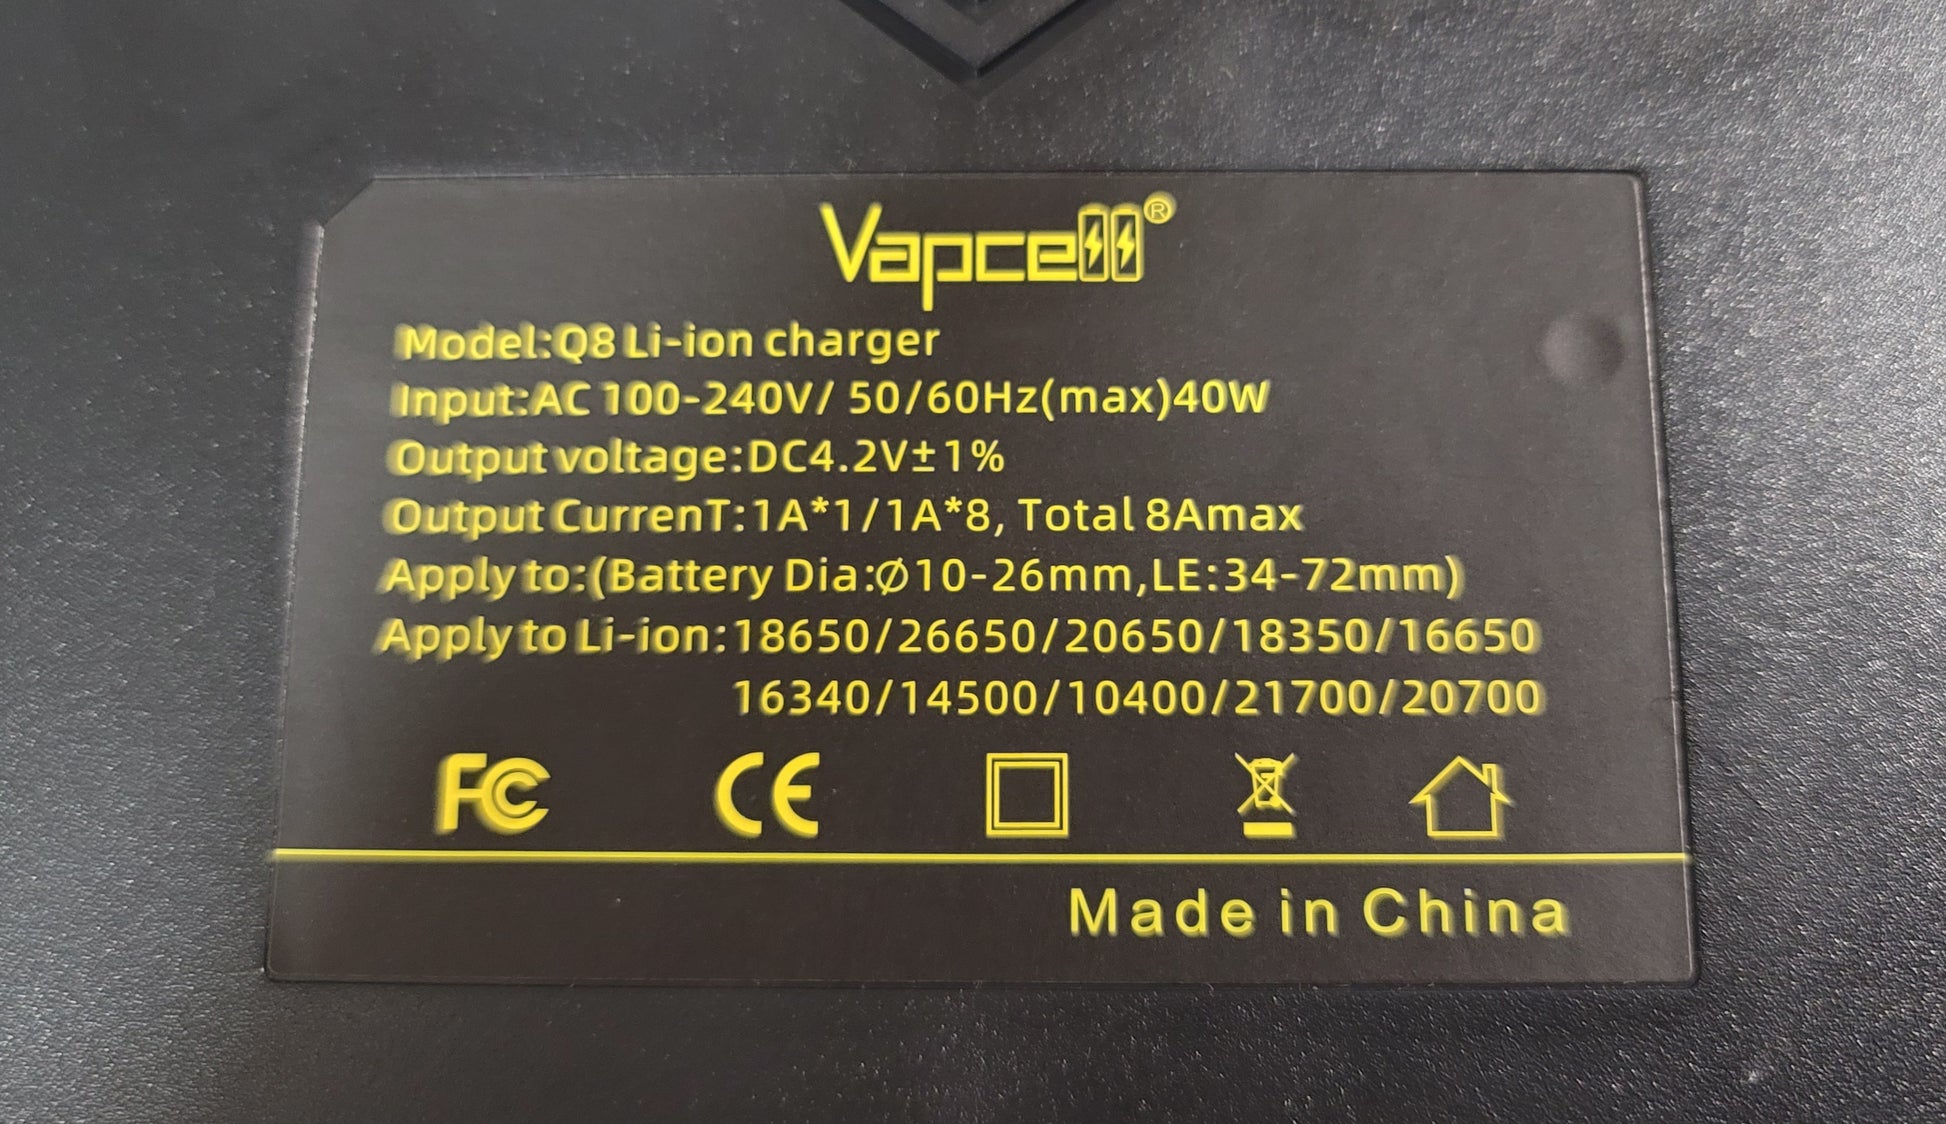 Vapcell®
Model:Q8 Li-ion charger
Input:AC 100-240V/ 50/60Hz(max)40W
Output voltage:DC4.2V±1%
Output CurrenT:1A*1/1A*8, Total 8Amax
Apply to:(Battery Dia:∅10-26mm,LE:34-72mm)
Apply to Li-ion:18650/26650/20650/18350/16650
16340/14500/10400/21700/20700
FC CE
Made in China